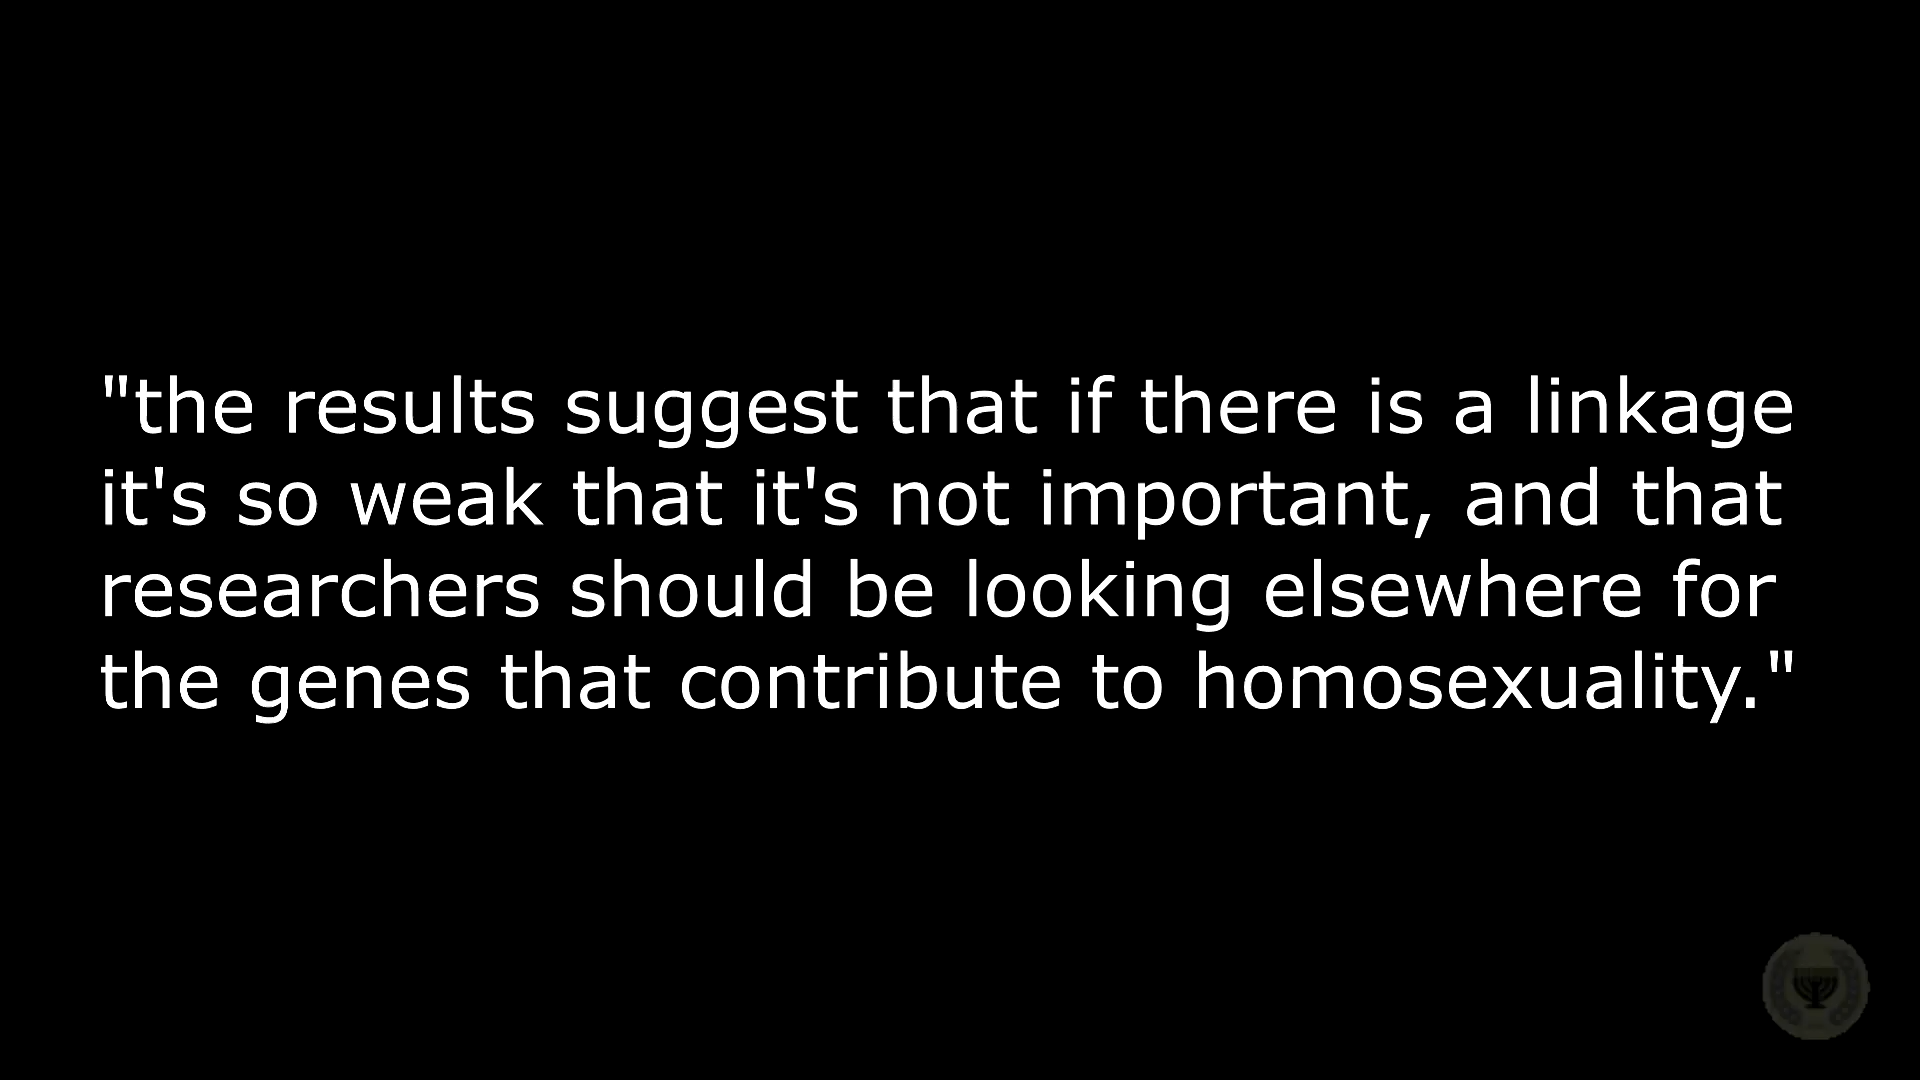 "the results suggest that if there is a linkage
it's so weak that it's not important, and that
researchers should be looking elsewhere for
the genes that contribute to homosexuality."